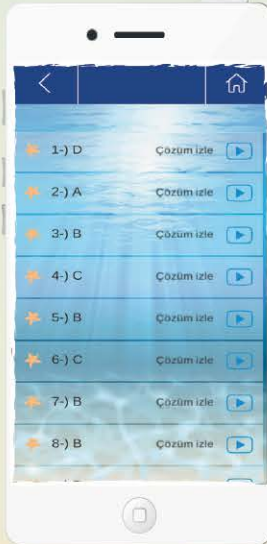 1-) D Çözüm izle
2-) A Çözüm izle
3-) B Çözüm izle
4-) C Çözüm izle
5-) B Çözüm izle
6-) C Çözüm izle
7-) B Çözüm izle
8-) B Çözüm izle